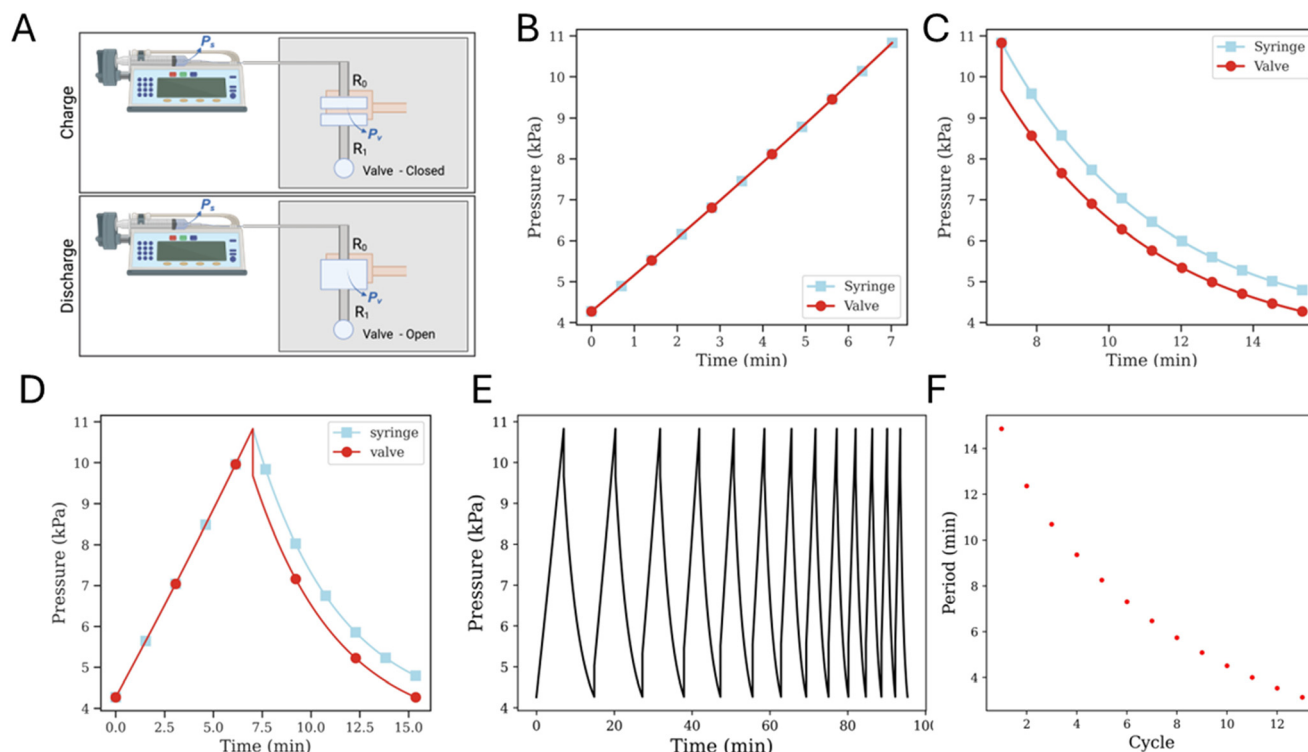 A
Charge
Ps
R0
Pv
R1
Valve - Closed
Discharge
Ps
R0
Pv
R1
Valve - Open
B
Pressure (kPa)
11
10
9
8
7
6
5
4
Syringe
Valve
0 1 2 3 4 5 6 7
Time (min)
C
Pressure (kPa)
11
10
9
8
7
6
5
4
Syringe
Valve
8 10 12 14
Time (min)
D
Pressure (kPa)
11
10
9
8
7
6
5
4
syringe
valve
0.0 2.5 5.0 7.5 10.0 12.5 15.0
Time (min)
E
Pressure (kPa)
11
10
9
8
7
6
5
4
0 20 40 60 80 100
Time (min)
F
Period (min)
14
12
10
8
6
4
2 4 6 8 10 12
Cycle